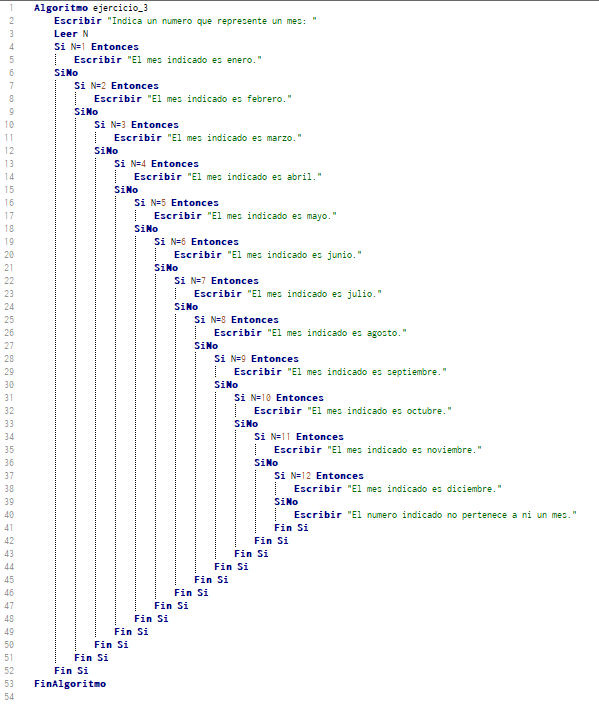 1 Algoritmo ejercicio_3
2 Escribir "Indica un numero que represente un mes: "
3 Leer N
4 Si N=1 Entonces
5 Escribir "El mes indicado es enero."
6 SiNo
7 Si N=2 Entonces
8 Escribir "El mes indicado es febrero."
9 SiNo
10 Si N=3 Entonces
11 Escribir "El mes indicado es marzo."
12 SiNo
13 Si N=4 Entonces
14 Escribir "El mes indicado es abril."
15 SiNo
16 Si N=5 Entonces
17 Escribir "El mes indicado es mayo."
18 SiNo
19 Si N=6 Entonces
20 Escribir "El mes indicado es junio."
21 SiNo
22 Si N=7 Entonces
23 Escribir "El mes indicado es julio."
24 SiNo
25 Si N=8 Entonces
26 Escribir "El mes indicado es agosto."
27 SiNo
28 Si N=9 Entonces
29 Escribir "El mes indicado es septiembre."
30 SiNo
31 Si N=10 Entonces
32 Escribir "El mes indicado es octubre."
33 SiNo
34 Si N=11 Entonces
35 Escribir "El mes indicado es noviembre."
36 SiNo
37 Si N=12 Entonces
38 Escribir "El mes indicado es diciembre."
39 SiNo
40 Escribir "El numero indicado no pertenece a ni un mes."
41 Fin Si
42 Fin Si
43 Fin Si
44 Fin Si
45 Fin Si
46 Fin Si
47 Fin Si
48 Fin Si
49 Fin Si
50 Fin Si
51 Fin Si
52 Fin Si
53 FinAlgoritmo
54